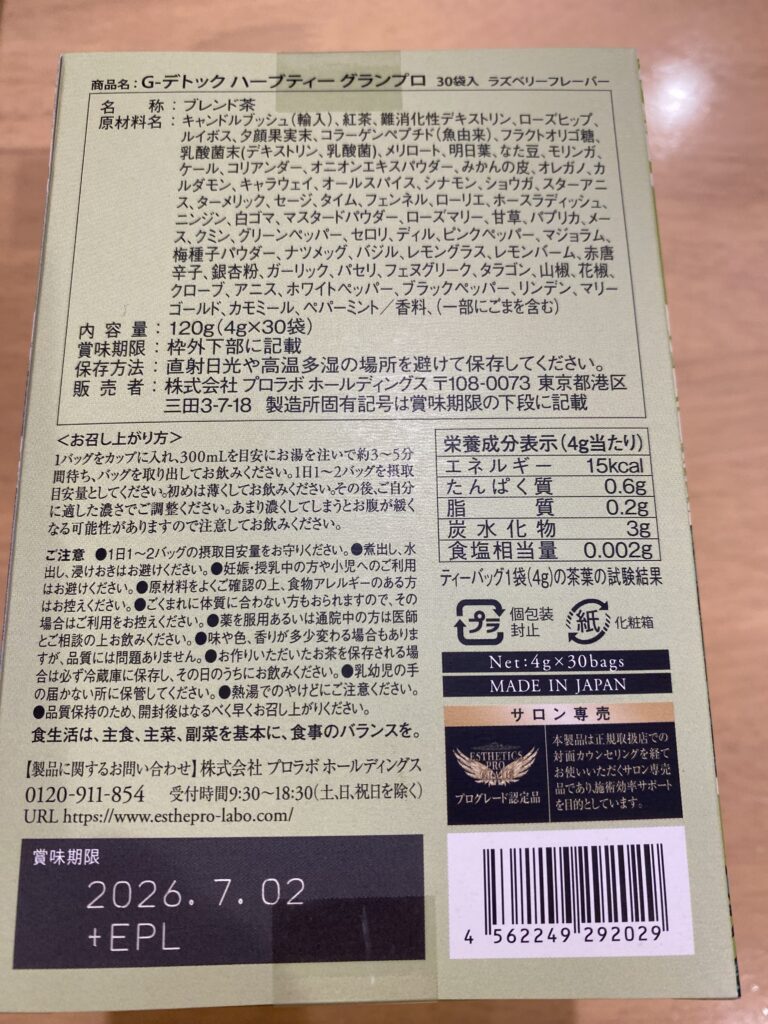 商品名：G-デトック ハーブティー グランプロ 30袋入 ラズベリーフレーバー
名称：ブレンド茶
原材料名：キャンドルブッシュ（輸入）、紅茶、難消化性デキストリン、ローズヒップ、
ルイボス、夕顔果実末、コラーゲンペプチド（魚由来）、フラクトオリゴ糖、
乳酸菌末（デキストリン、乳酸菌）、メリロート、明日葉、なた豆、モリンガ、
ケール、コリアンダー、オニオンエキスパウダー、みかんの皮、オレガノ、カ
ルダモン、キャラウェイ、オールスパイス、シナモン、ショウガ、スターアニ
ス、ターメリック、セージ、タイム、フェンネル、ローリエ、ホースラディッシュ、
ニンジン、白ゴマ、マスタードパウダー、ローズマリー、甘草、パプリカ、メー
ス、クミン、グリーンペッパー、セロリ、ディル、ピンクペッパー、マジョラム、
梅種子パウダー、ナツメッグ、バジル、レモングラス、レモンバーム、赤唐
辛子、銀杏粉、ガーリック、パセリ、フェヌグリーク、タラゴン、山椒、花椒、
クローブ、アニス、ホワイトペッパー、ブラックペッパー、リンデン、マリー
ゴールド、カモミール、ペパーミント／香料、（一部にごまを含む）
内容量：120g（4g×30袋）
賞味期限：枠外下部に記載
保存方法：直射日光や高温多湿の場所を避けて保存してください。
販売者：株式会社 プロラボ ホールディングス 〒108-0073 東京都港区
三田3-7-18 製造所固有記号は賞味期限の下段に記載
＜お召し上がり方＞
1バッグをカップに入れ、300mLを目安にお湯を注いで約3〜5分
間待ち、バッグを取り出してお飲みください。1日1〜2バッグを摂取
目安量としてください。初めは薄くしてお飲みください。その後、ご自分
に適した濃さでご調整ください。あまり濃くしてしまうとお腹が緩く
なる可能性がありますので注意してお飲みください。
ご注意 ●1日1〜2バッグの摂取目安量をお守りください。●煮出し、水
出し、浸けおきはお避けください。●妊娠・授乳中の方や小児へのご利用
はお避けください。●原材料をよくご確認の上、食物アレルギーのある方
はお控えください。●ごくまれに体質に合わない方もおられますので、その
場合はご利用をお控えください。●薬を服用あるいは通院中の方は医師
とご相談の上お飲みください。●味や色、香りが多少変わる場合もありま
すが、品質には問題ありません。●お作りいただいたお茶を保存される場
合は必ず冷蔵庫に保存し、その日のうちにお飲みください。●乳幼児の手
の届かない所に保管してください。●熱湯でのやけどにご注意ください。
●品質保持のため、開封後はなるべく早くお召し上がりください。
食生活は、主食、主菜、副菜を基本に、食事のバランスを。
【製品に関するお問い合わせ】株式会社 プロラボ ホールディングス
0120-911-854 受付時間9:30〜18:30（土、日、祝日を除く）
URL https://www.esthepro-labo.com/
賞味期限
2026. 7. 02
+EPL
栄養成分表示（4g当たり）
エネルギー 15kcal
たんぱく質 0.6g
脂質 0.2g
炭水化物 3g
食塩相当量 0.002g
ティーバッグ1袋（4g）の茶葉の試験結果
プラ 個包装
封止
紙 化粧箱
Net:4g×30bags
MADE IN JAPAN
サロン専売
ESTHETICS
PRO
プログレード認定品
本製品は正規取扱店での
対面カウンセリングを経て
お使いいただくサロン専売
品であり、施術効率サポート
を目的としています。
4 562249 292029